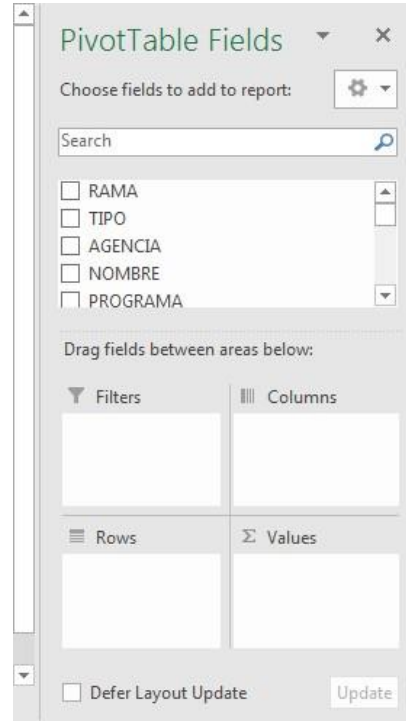 PivotTable Fields
Choose fields to add to report:
Search
RAMA
TIPO
AGENCIA
NOMBRE
PROGRAMA
Drag fields between areas below:
Filters
Columns
Rows
Σ Values
Defer Layout Update
Update